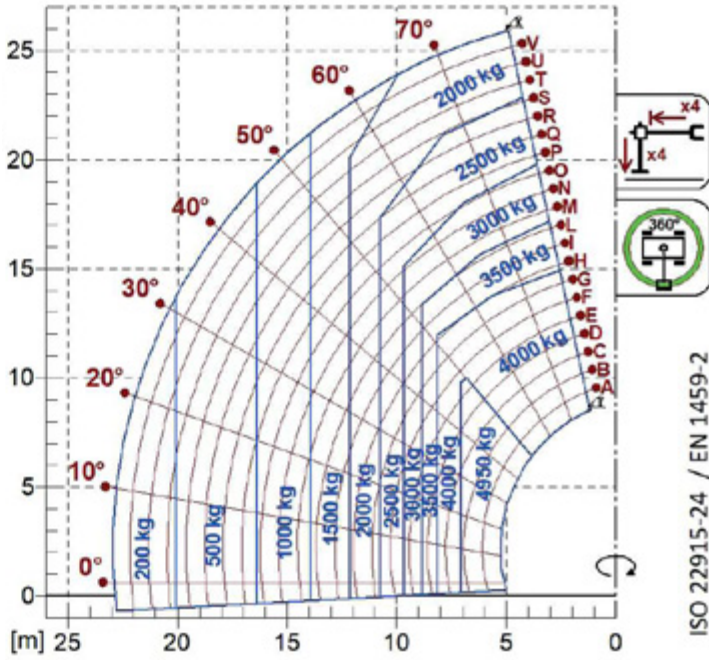 25
20
15
10
5
0
[m]
25
20
15
10
5
0
0°
10°
20°
30°
40°
50°
60°
70°
V
U
T
S
R
Q
P
O
N
M
L
I
H
G
F
E
D
C
B
A
2000 kg
2500 kg
3000 kg
3500 kg
4000 kg
200 kg
500 kg
1000 kg
1500 kg
2000 kg
2500 kg
3000 kg
3500 kg
4000 kg
4950 kg
x4
x4
360°
ISO 22915-24 / EN 1459-2